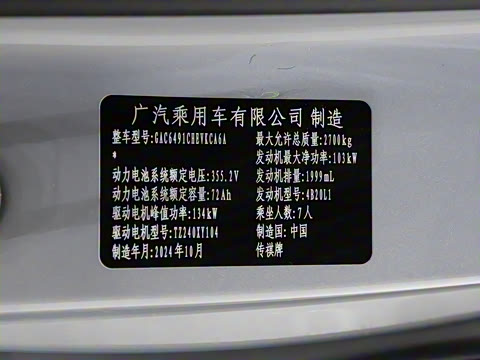 广汽乘用车有限公司 制造
整车型号:GAC6491CHEVKCA6A 最大允许总质量:2700kg
* 发动机最大净功率:103kW
动力电池系统额定电压:355.2V 发动机排量:1999mL
动力电池系统额定容量:72Ah 发动机型号:4B20L1
驱动电机峰值功率:134kW 乘坐人数:7人
驱动电机型号:TZ240XY104 制造国: 中国
制造年月:2024年10月 传祺牌